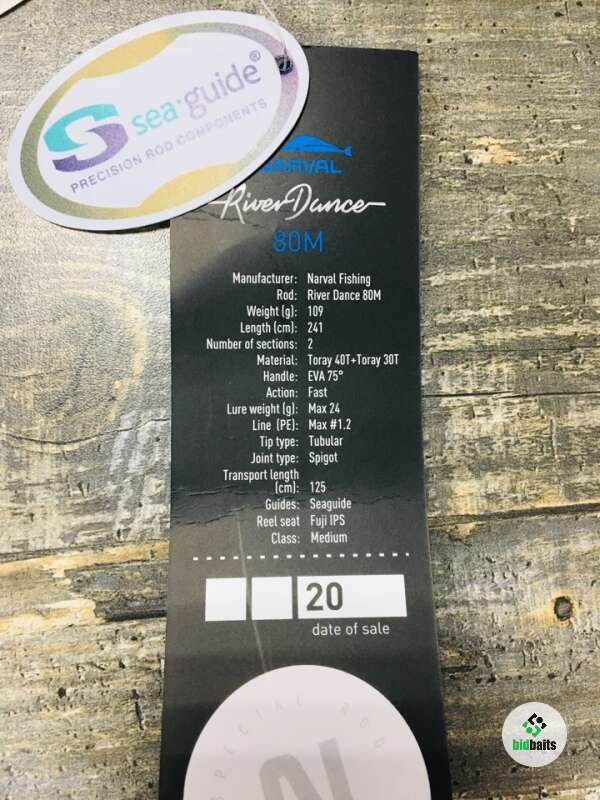 S sea·guide®
PRECISION ROD COMPONENTS
NARVAL
River Dance
80M
Manufacturer: Narval Fishing
Rod: River Dance 80M
Weight (g): 109
Length (cm): 241
Number of sections: 2
Material: Toray 40T+Toray 30T
Handle: EVA 75°
Action: Fast
Lure weight (g): Max 24
Line (PE): Max #1.2
Tip type: Tubular
Joint type: Spigot
Transport length
(cm): 125
Guides: Seaguide
Reel seat Fuji IPS
Class: Medium
20
date of sale
SPECIAL ROD
N
bidbaits